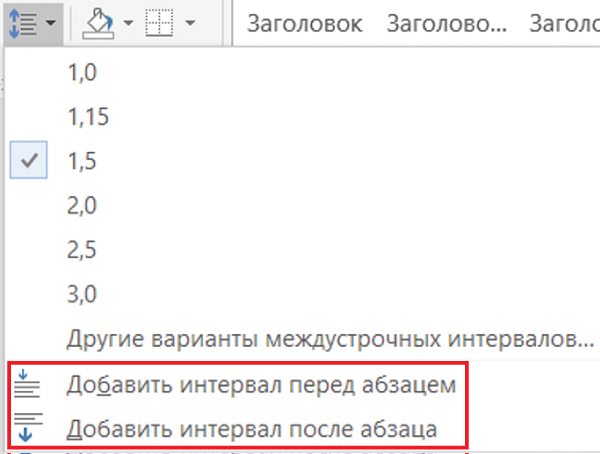 Заголовок Заголово... Заголо
1,0
1,15
1,5
2,0
2,5
3,0
Другие варианты междустрочных интервалов...
Добавить интервал перед абзацем
Добавить интервал после абзаца